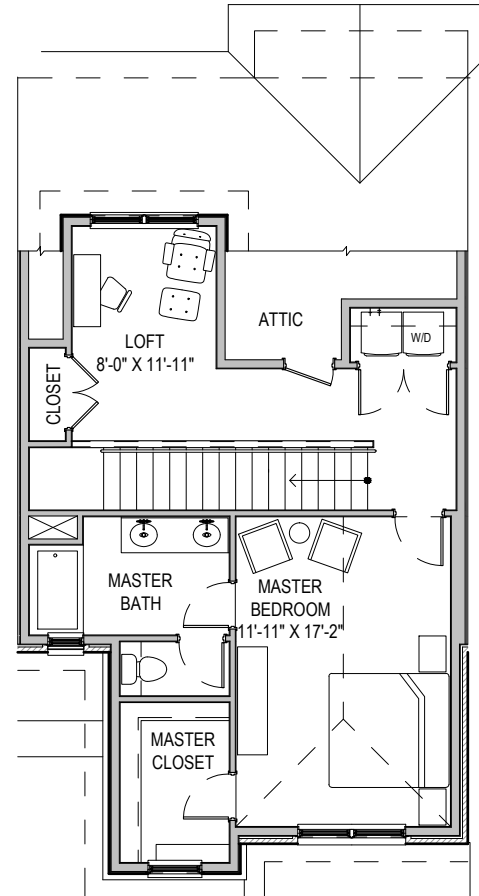 ATTIC
W/D
LOFT
8'-0" X 11'-11"
CLOSET
MASTER
BATH
MASTER
BEDROOM
11'-11" X 17'-2"
MASTER
CLOSET